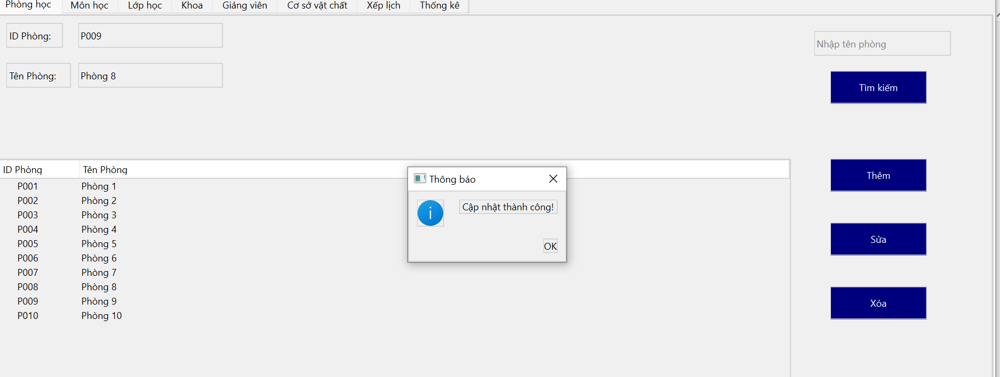 Phòng học Môn học Lớp học Khoa Giảng viên Cơ sở vật chất Xếp lịch Thống kê
ID Phòng: P009
Nhập tên phòng
Tên Phòng: Phòng 8
Tìm kiếm
ID Phòng Tên Phòng
P001 Phòng 1
P002 Phòng 2
P003 Phòng 3
P004 Phòng 4
P005 Phòng 5
P006 Phòng 6
P007 Phòng 7
P008 Phòng 8
P009 Phòng 9
P010 Phòng 10
Thông báo
Cập nhật thành công!
OK
Thêm
Sửa
Xóa